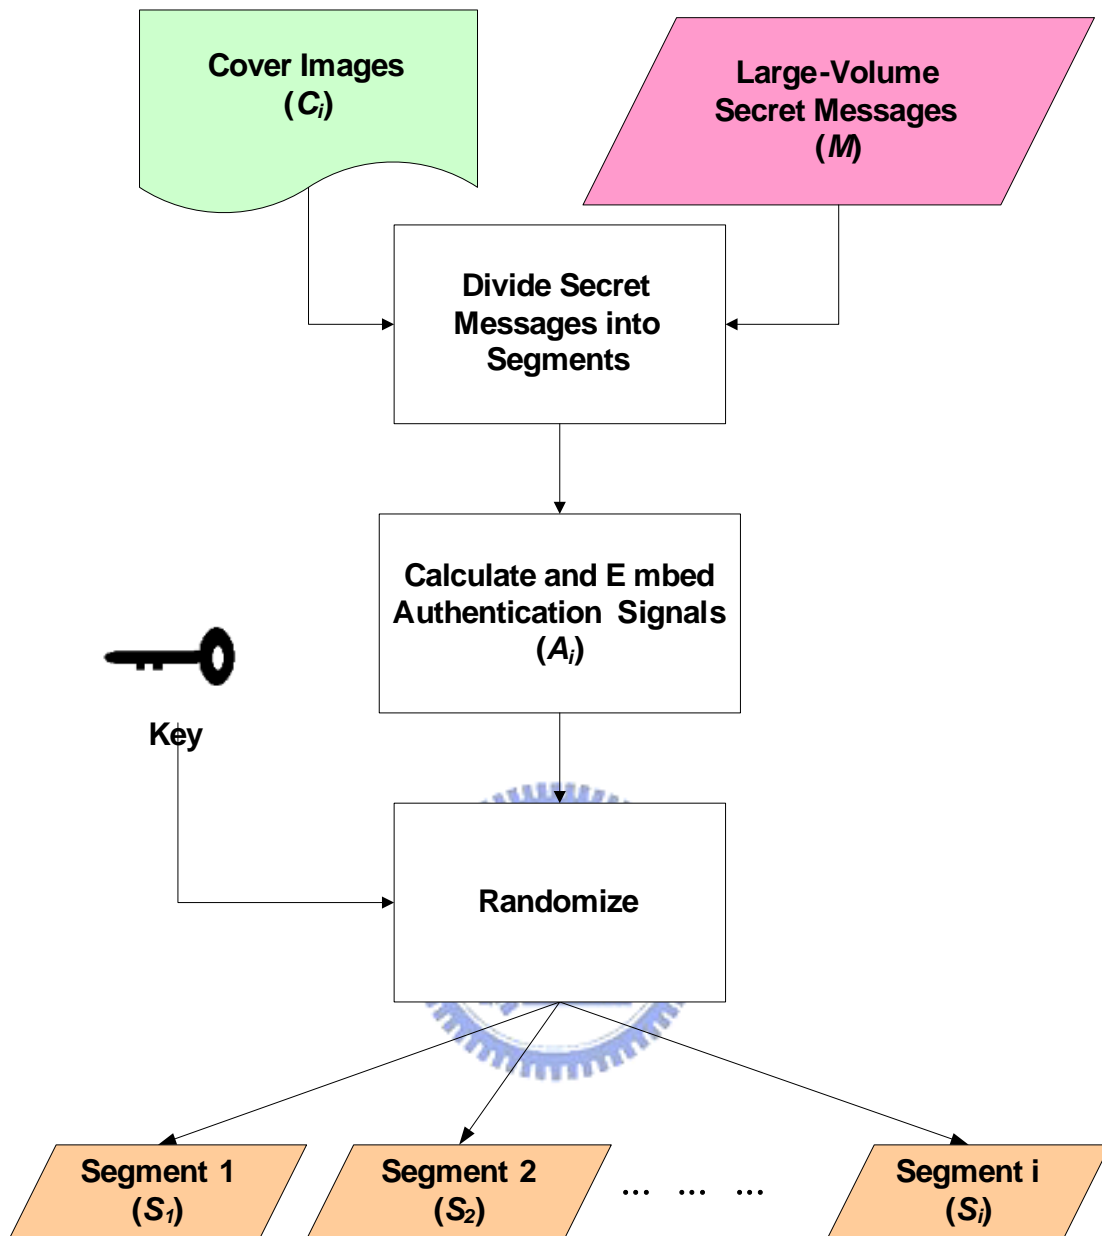 Cover Images
(Ci)
Large-Volume
Secret Messages
(M)
Divide Secret
Messages into
Segments
Calculate and E mbed
Authentication Signals
(Ai)
Key
Randomize
Segment 1
(S1)
Segment 2
(S2)
... ... ...
Segment i
(Si)